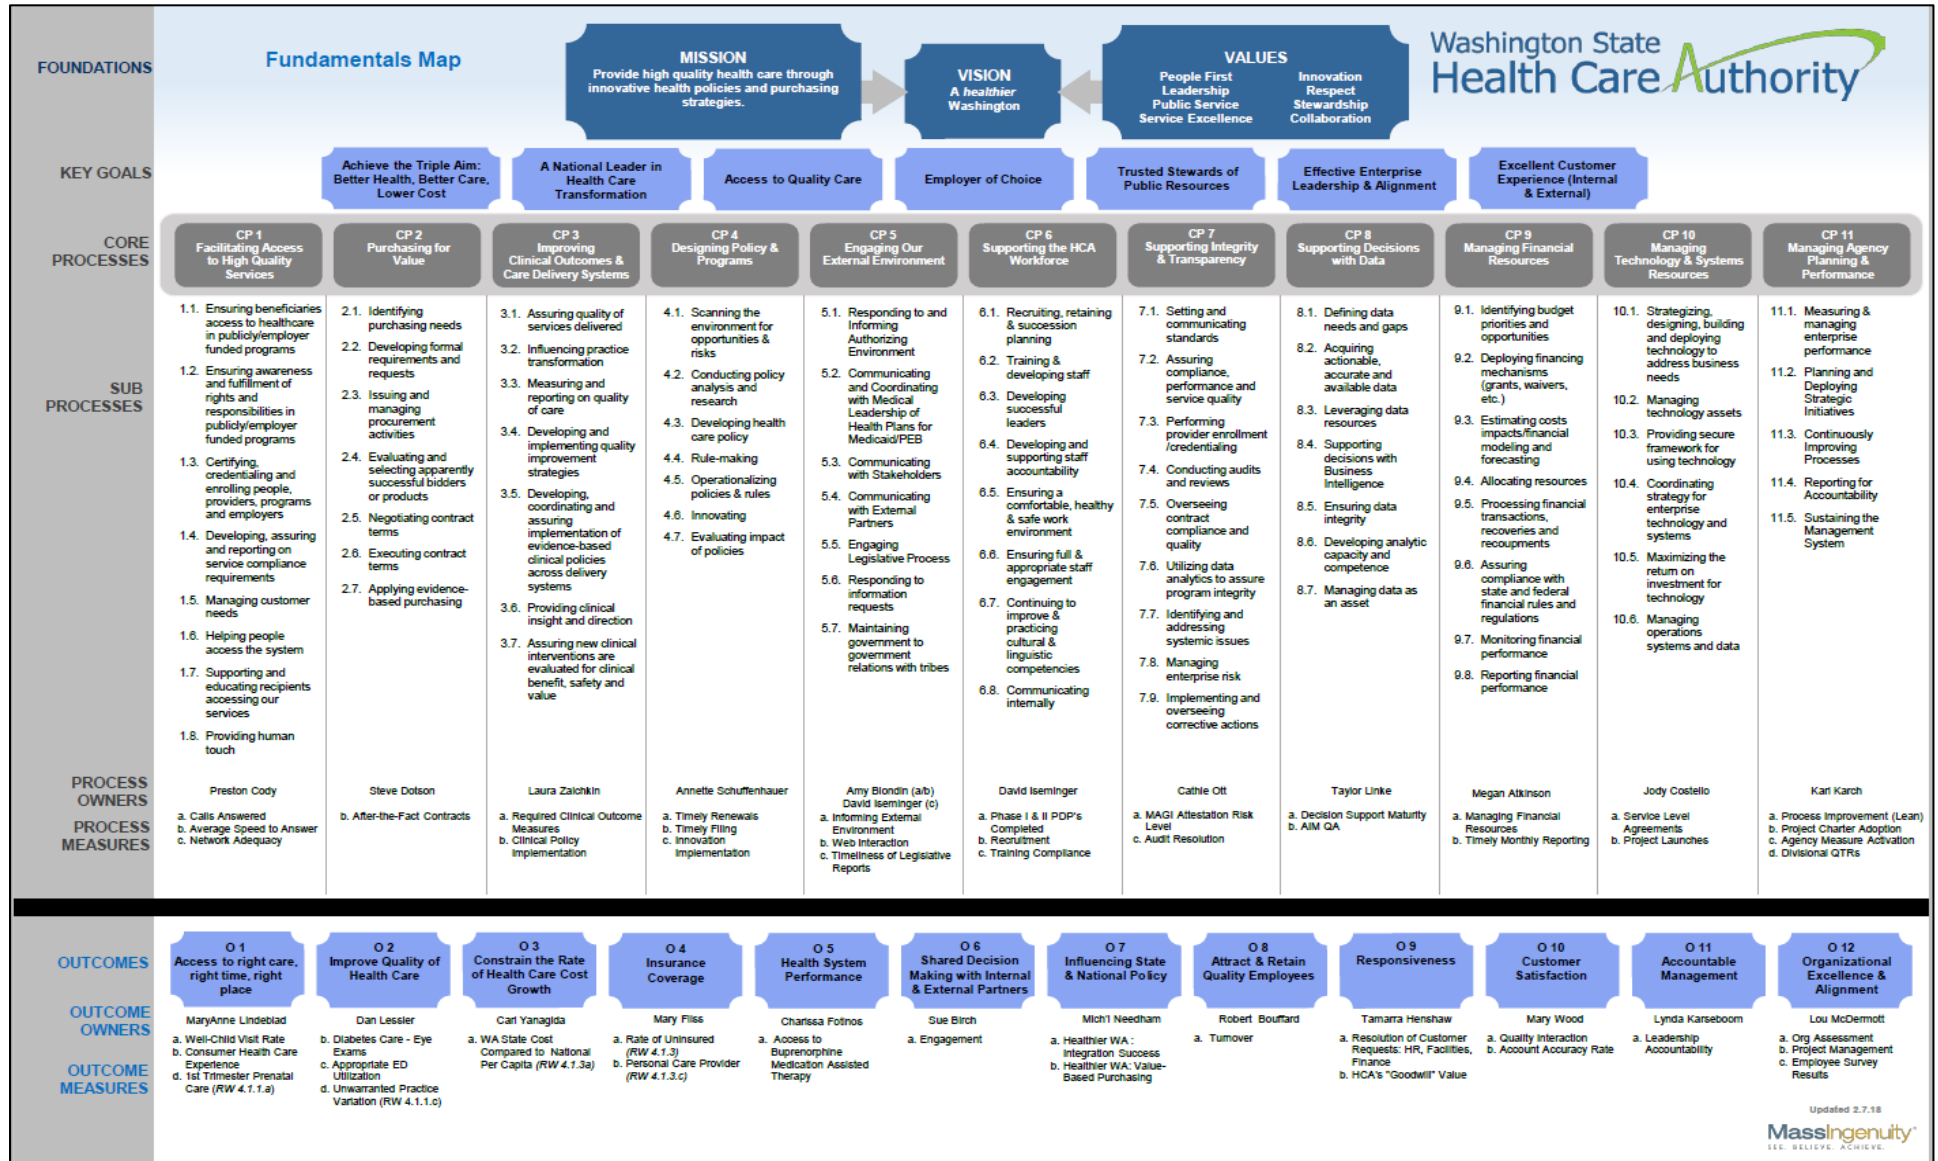 FOUNDATIONS
Fundamentals Map
MISSION
Provide high quality health care through
innovative health policies and purchasing
strategies.
VISION
A healthier
Washington
VALUES
People First
Leadership
Public Service
Service Excellence
Innovation
Respect
Stewardship
Collaboration
Washington State
Health Care Authority
KEY GOALS
Achieve the Triple Aim:
Better Health, Better Care,
Lower Cost
A National Leader in
Health Care
Transformation
Access to Quality Care
Employer of Choice
Trusted Stewards of
Public Resources
Effective Enterprise
Leadership & Alignment
Excellent Customer
Experience (Internal
& External)
CORE
PROCESSES
CP 1
Facilitating Access
to High Quality
Services
CP 2
Purchasing for
Value
CP 3
Improving
Clinical Outcomes &
Care Delivery Systems
CP 4
Designing Policy &
Programs
CP 5
Engaging Our
External Environment
CP 6
Supporting the HCA
Workforce
CP 7
Supporting Integrity
& Transparency
CP 8
Supporting Decisions
with Data
CP 9
Managing Financial
Resources
CP 10
Managing
Technology & Systems
Resources
CP 11
Managing Agency
Planning &
Performance
SUB
PROCESSES
1.1. Ensuring beneficiaries
access to healthcare
in publicly/employer
funded programs
1.2. Ensuring awareness
and fulfillment of
rights and
responsibilities in
publicly/employer
funded programs
1.3. Certifying,
credentialing and
enrolling people,
providers, programs
and employers
1.4. Developing, assuring
and reporting on
service compliance
requirements
1.5. Managing customer
needs
1.6. Helping people
access the system
1.7. Supporting and
educating recipients
accessing our
services
1.8. Providing human
touch
2.1. Identifying
purchasing needs
2.2. Developing formal
requirements and
requests
2.3. Issuing and
managing
procurement
activities
2.4. Evaluating and
selecting apparently
successful bidders
or products
2.5. Negotiating contract
terms
2.6. Executing contract
terms
2.7. Applying evidence-
based purchasing
3.1. Assuring quality of
services delivered
3.2. Influencing practice
transformation
3.3. Measuring and
reporting on quality
of care
3.4. Developing and
implementing quality
improvement
strategies
3.5. Developing,
coordinating and
assuring
implementation of
evidence-based
clinical policies
across delivery
systems
3.6. Providing clinical
insight and direction
3.7. Assuring new clinical
interventions are
evaluated for clinical
benefit, safety and
value
4.1. Scanning the
environment for
opportunities &
risks
4.2. Conducting policy
analysis and
research
4.3. Developing health
care policy
4.4. Rule-making
4.5. Operationalizing
policies & rules
4.6. Innovating
4.7. Evaluating impact
of policies
5.1. Responding to and
Informing
Authorizing
Environment
5.2. Communicating
and Coordinating
with Medical
Leadership of
Health Plans for
Medicaid/PEB
5.3. Communicating
with Stakeholders
5.4. Communicating
with External
Partners
5.5. Engaging
Legislative Process
5.6. Responding to
information
requests
5.7. Maintaining
government to
government
relations with tribes
6.1. Recruiting, retaining
& succession
planning
6.2. Training &
developing staff
6.3. Developing
successful
leaders
6.4. Developing and
supporting staff
accountability
6.5. Ensuring a
comfortable, healthy
& safe work
environment
6.6. Ensuring full &
appropriate staff
engagement
6.7. Continuing to
improve &
practicing
cultural &
linguistic
competencies
6.8. Communicating
internally
7.1. Setting and
communicating
standards
7.2. Assuring
compliance,
performance and
service quality
7.3. Performing
provider enrollment
/credentialing
7.4. Conducting audits
and reviews
7.5. Overseeing
contract
compliance and
quality
7.6. Utilizing data
analytics to assure
program integrity
7.7. Identifying and
addressing
systemic issues
7.8. Managing
enterprise risk
7.9. Implementing and
overseeing
corrective actions
8.1. Defining data
needs and gaps
8.2. Acquiring
actionable,
accurate and
available data
8.3. Leveraging data
resources
8.4. Supporting
decisions with
Business
Intelligence
8.5. Ensuring data
integrity
8.6. Developing analytic
capacity and
competence
8.7. Managing data as
an asset
9.1. Identifying budget
priorities and
opportunities
9.2. Deploying financing
mechanisms
(grants, waivers,
etc.)
9.3. Estimating costs
impacts/financial
modeling and
forecasting
9.4. Allocating resources
9.5. Processing financial
transactions,
recoveries and
recoupments
9.6. Assuring
compliance with
state and federal
financial rules and
regulations
9.7. Monitoring financial
performance
9.8. Reporting financial
performance
10.1. Strategizing,
designing, building
and deploying
technology to
address business
needs
10.2. Managing
technology assets
10.3. Providing secure
framework for
using technology
10.4. Coordinating
strategy for
enterprise
technology and
systems
10.5. Maximizing the
return on
investment for
technology
10.6. Managing
operations
systems and data
11.1. Measuring &
managing
enterprise
performance
11.2. Planning and
Deploying
Strategic
Initiatives
11.3. Continuously
Improving
Processes
11.4. Reporting for
Accountability
11.5. Sustaining the
Management
System
PROCESS
OWNERS
Preston Cody
Steve Dotson
Laura Zaichkin
Annette Schuffenhauer
Amy Blondin (a/b)
David Iseminger (c)
David Iseminger
Cathie Ott
Taylor Linke
Megan Atkinson
Jody Costello
Kari Karch
PROCESS
MEASURES
a. Calls Answered
b. Average Speed to Answer
c. Network Adequacy
b. After-the-Fact Contracts
a. Required Clinical Outcome
Measures
b. Clinical Policy
Implementation
a. Timely Renewals
b. Timely Filing
c. Innovation
Implementation
a. Informing External
Environment
b. Web Interaction
c. Timeliness of Legislative
Reports
a. Phase I & II PDP's
Completed
b. Recruitment
c. Training Compliance
a. MAGI Attestation Risk
Level
c. Audit Resolution
a. Decision Support Maturity
b. AIM QA
a. Managing Financial
Resources
b. Timely Monthly Reporting
a. Service Level
Agreements
b. Project Launches
a. Process Improvement (Lean)
b. Project Charter Adoption
c. Agency Measure Activation
d. Divisional QTRs
OUTCOMES
O 1
Access to right care,
right time, right
place
O 2
Improve Quality of
Health Care
O 3
Constrain the Rate
of Health Care Cost
Growth
O 4
Insurance
Coverage
O 5
Health System
Performance
O 6
Shared Decision
Making with Internal
& External Partners
O 7
Influencing State
& National Policy
O 8
Attract & Retain
Quality Employees
O 9
Responsiveness
O 10
Customer
Satisfaction
O 11
Accountable
Management
O 12
Organizational
Excellence &
Alignment
OUTCOME
OWNERS
MaryAnne Lindeblad
Dan Lessler
Carl Yanagida
Mary Fliss
Charissa Fotinos
Sue Birch
Mich'l Needham
Robert Bouffard
Tamarra Henshaw
Mary Wood
Lynda Karseboom
Lou McDermott
OUTCOME
MEASURES
a. Well-Child Visit Rate
b. Consumer Health Care
Experience
d. 1st Trimester Prenatal
Care (RW 4.1.1.a)
b. Diabetes Care - Eye
Exams
c. Appropriate ED
Utilization
d. Unwarranted Practice
Variation (RW 4.1.1.c)
a. WA State Cost
Compared to National
Per Capita (RW 4.1.3a)
a. Rate of Uninsured
(RW 4.1.3)
b. Personal Care Provider
(RW 4.1.3.c)
a. Access to
Buprenorphine
Medication Assisted
Therapy
a. Engagement
a. Healthier WA :
Integration Success
b. Healthier WA: Value-
Based Purchasing
a. Turnover
a. Resolution of Customer
Requests: HR, Facilities,
Finance
b. HCA's "Goodwill" Value
a. Quality Interaction
b. Account Accuracy Rate
a. Leadership
Accountability
a. Org Assessment
b. Project Management
c. Employee Survey
Results
Updated 2.7.18
MassIngenuity
SEE. BELIEVE. ACHIEVE.